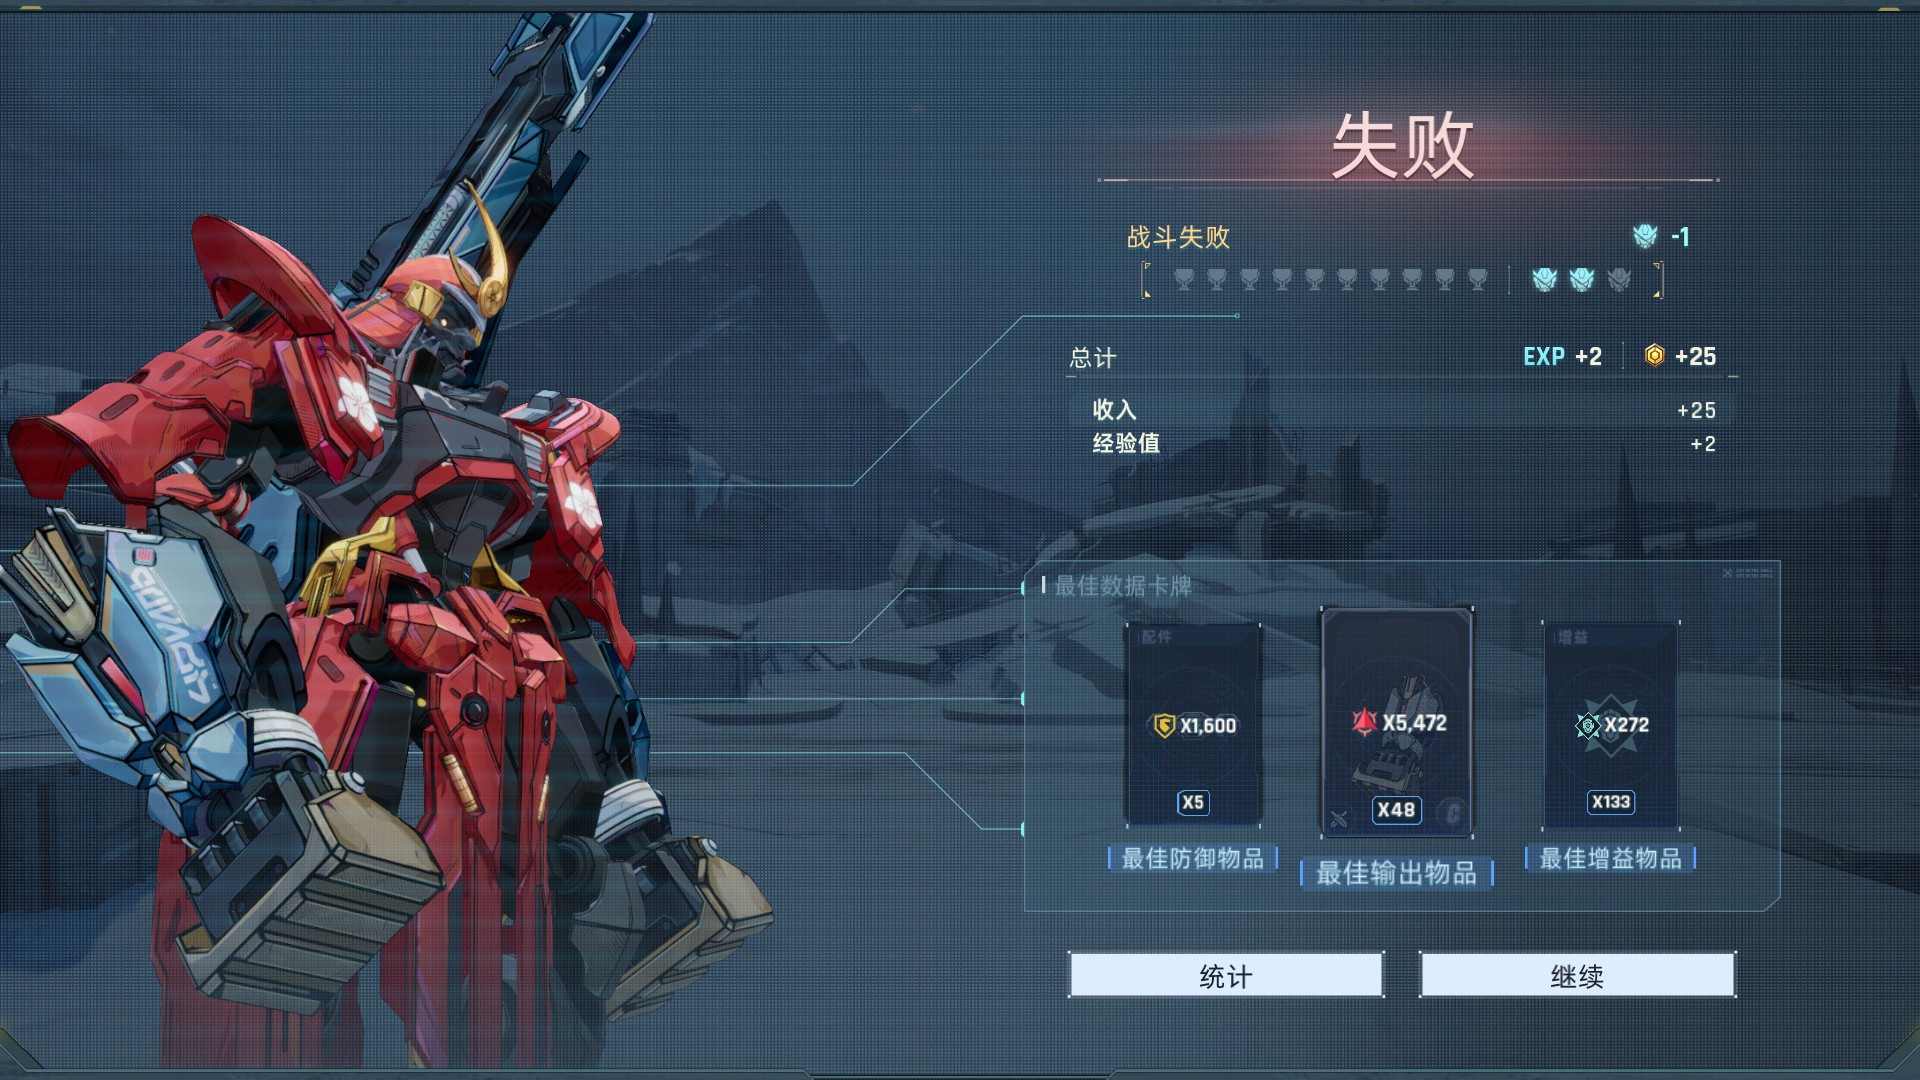 失败
战斗失败
-1
总计
EXP +2
+25
收入
+25
经验值
+2
最佳数据卡牌
配件
X1,600
X5
最佳防御物品
X5,472
X48
C
最佳输出物品
增益
X272
X133
最佳增益物品
统计
继续